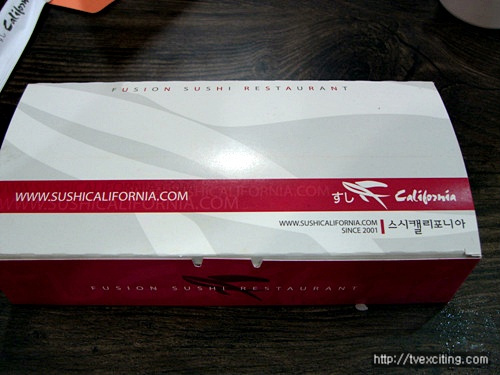 California
FUSION SUSHI RESTAURANT
WWW.SUSHICALIFORNIA.COM
すし California
WWW.SUSHICALIFORNIA.COM
SINCE 2001
스시캘리포니아
FUSION SUSHI RESTAURANT
http://tvexciting.com